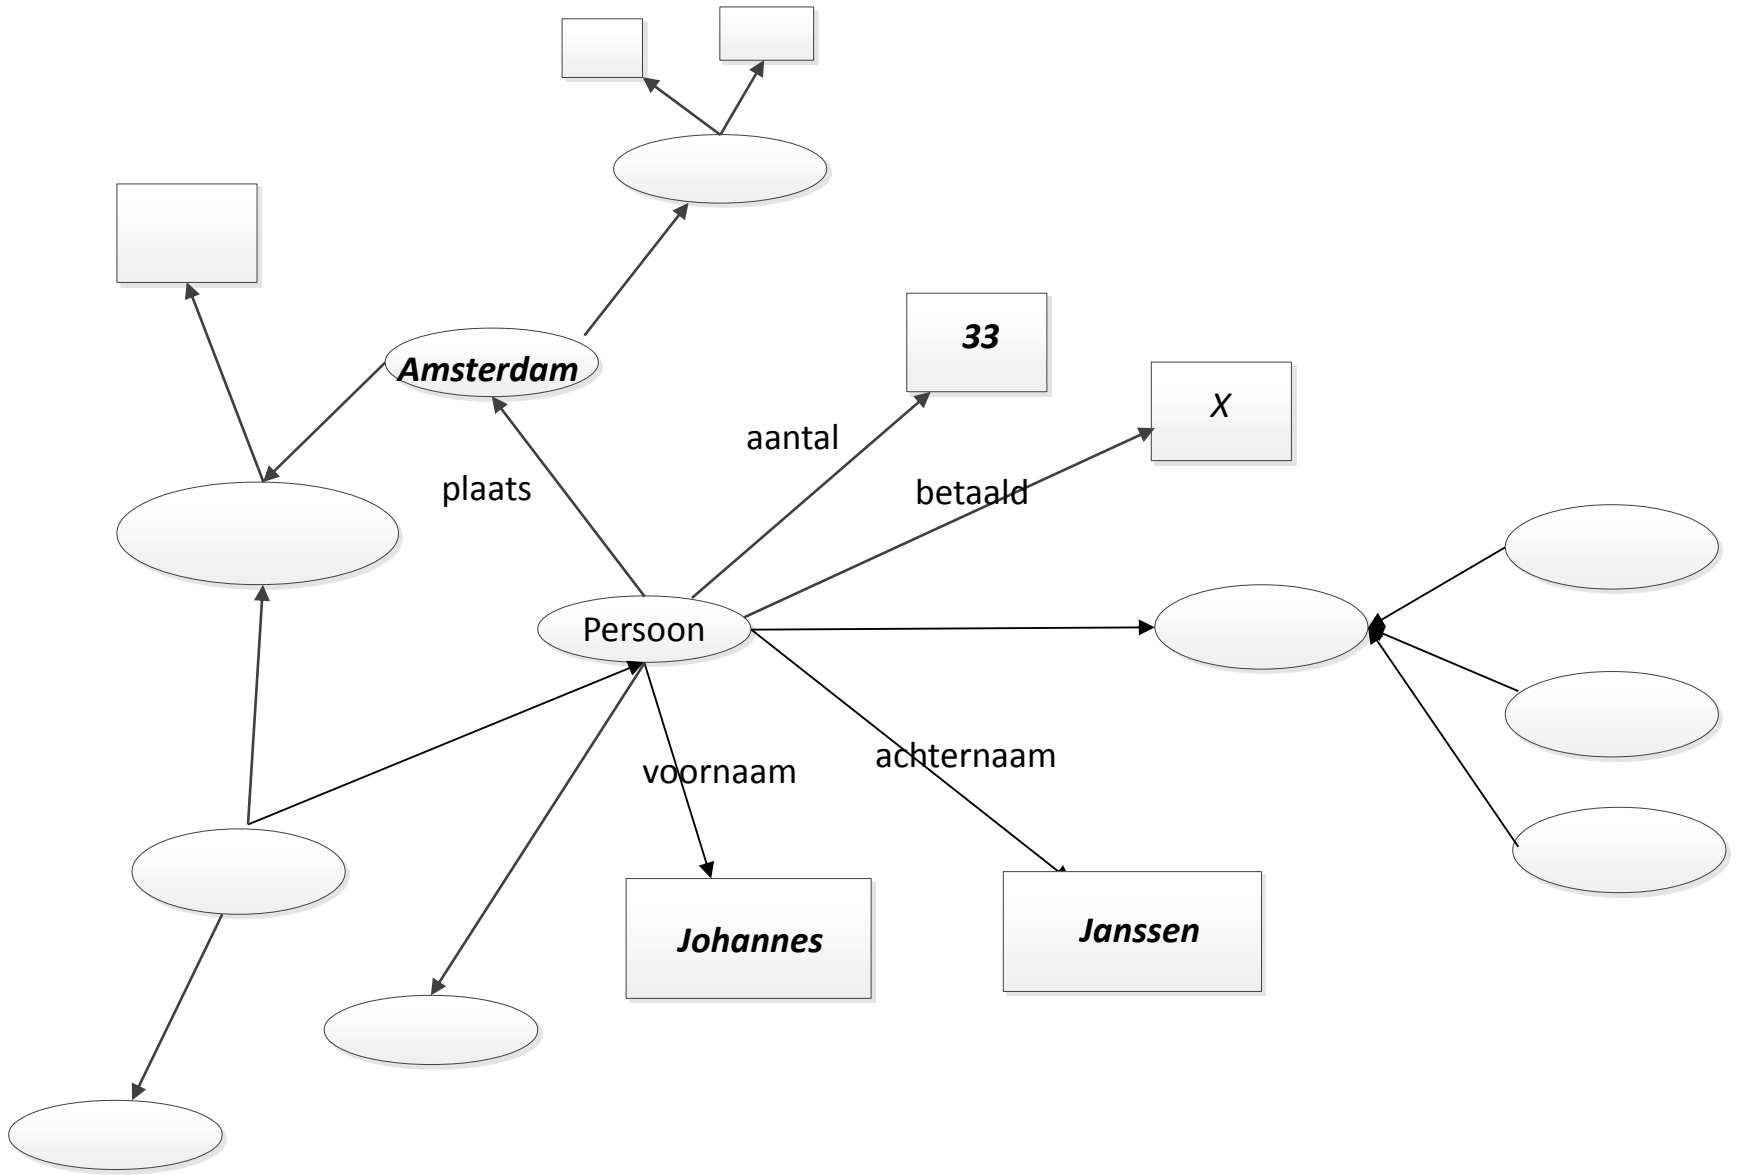 33
Amsterdam
X
aantal
plaats
betaald
Persoon
voornaam
achternaam
Johannes
Janssen